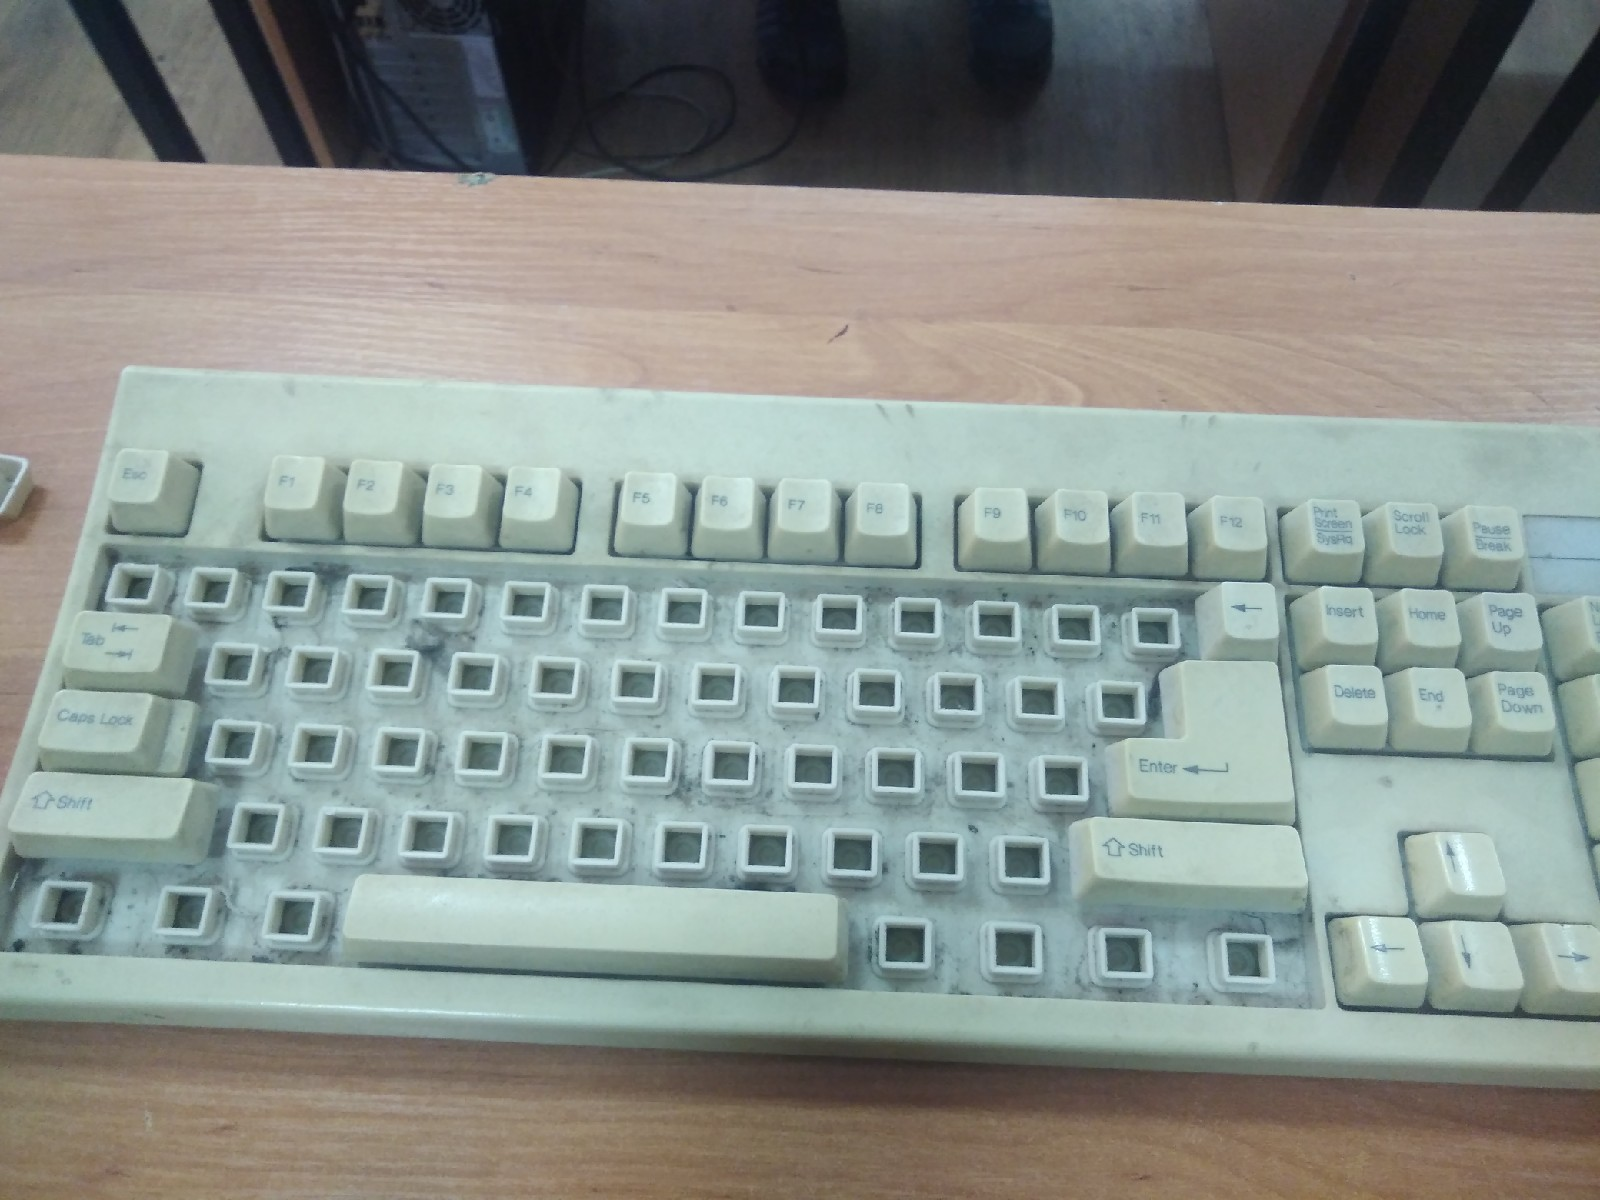 Esc
F1
F2
F3
F4
F5
F6
F7
F8
F9
F10
F11
F12
Print
Screen
SysRq
Scroll
Lock
Pause
Break
Tab
Insert
Home
Page
Up
Caps Lock
Enter
Delete
End
Page
Down
Shift
Shift